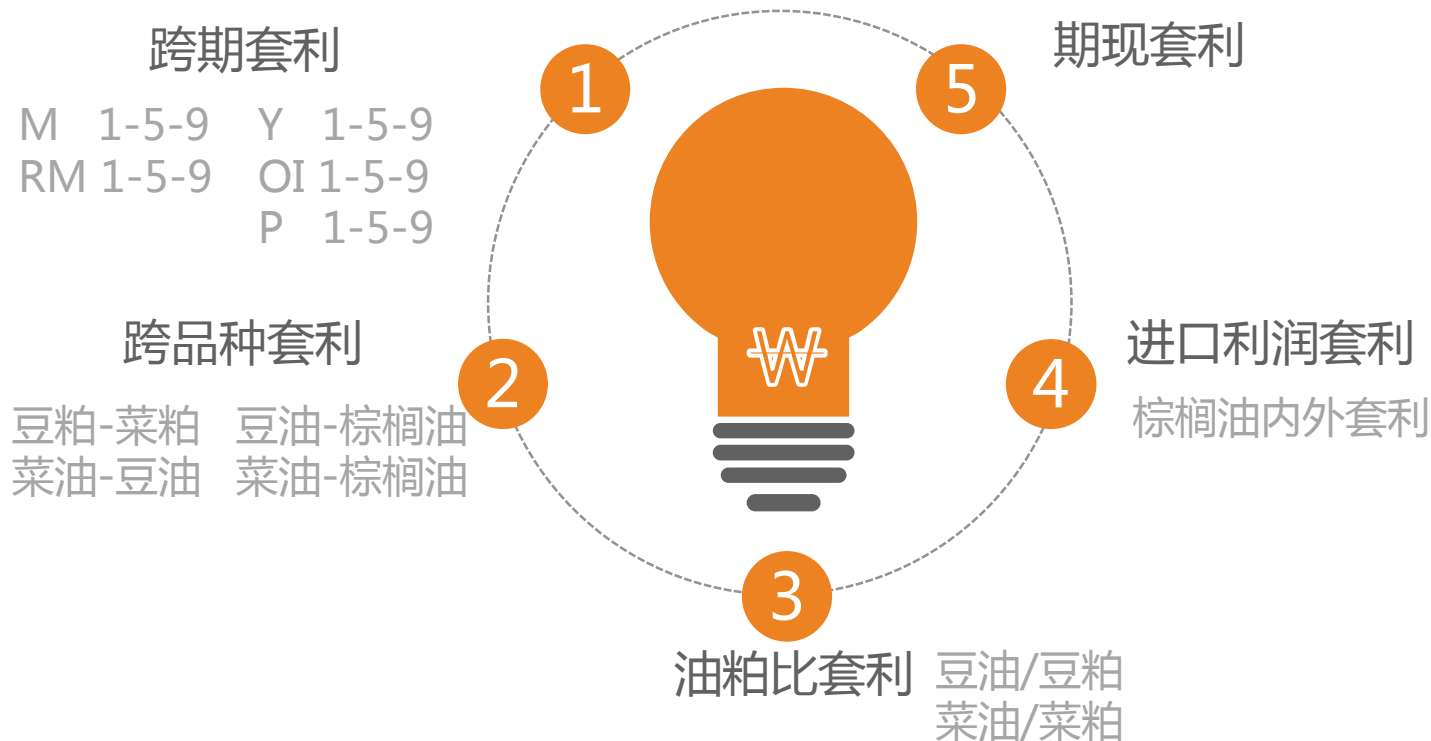 1
跨期套利
M 1-5-9 Y 1-5-9
RM 1-5-9 OI 1-5-9
P 1-5-9
2
跨品种套利
豆粕-菜粕 豆油-棕榈油
菜油-豆油 菜油-棕榈油
3
油粕比套利
豆油/豆粕
菜油/菜粕
4
进口利润套利
棕榈油内外套利
5
期现套利
₩